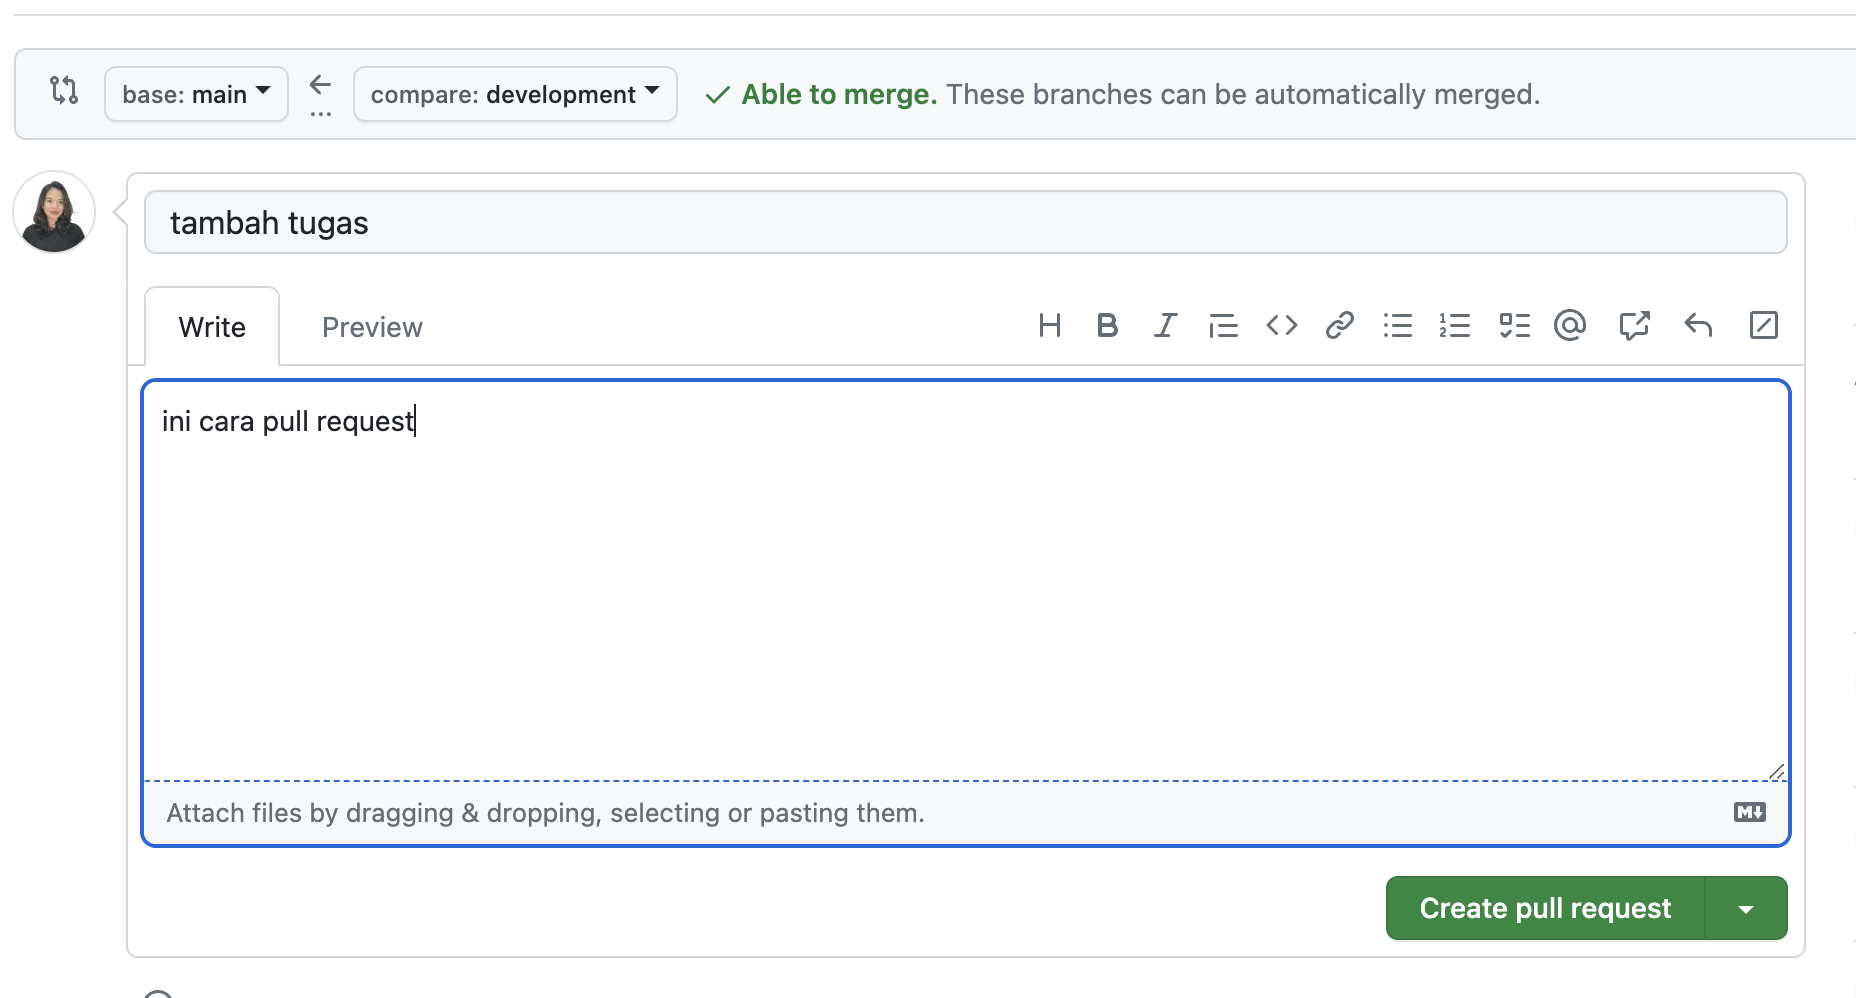 base: main
compare: development
Able to merge. These branches can be automatically merged.
tambah tugas
Write
Preview
ini cara pull request
Attach files by dragging & dropping, selecting or pasting them.
Create pull request